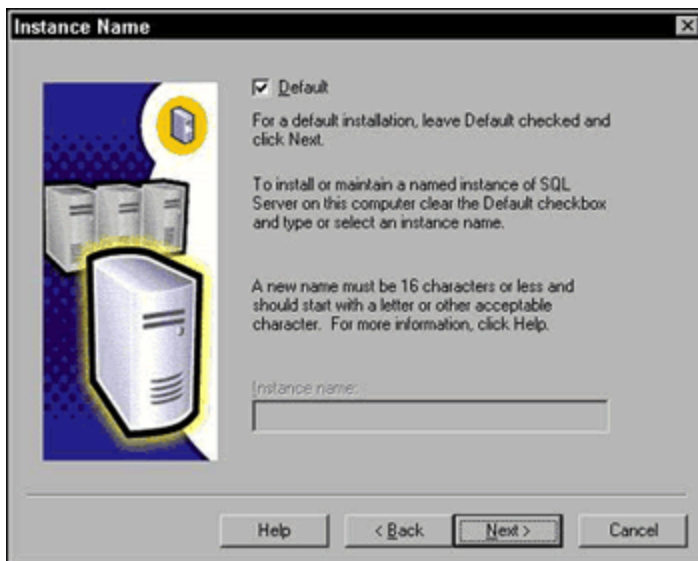 Instance Name
Default
For a default installation, leave Default checked and
click Next.
To install or maintain a named instance of SQL
Server on this computer clear the Default checkbox
and type or select an instance name.
A new name must be 16 characters or less and
should start with a letter or other acceptable
character. For more information, click Help.
Instance name:
Help
< Back
Next >
Cancel